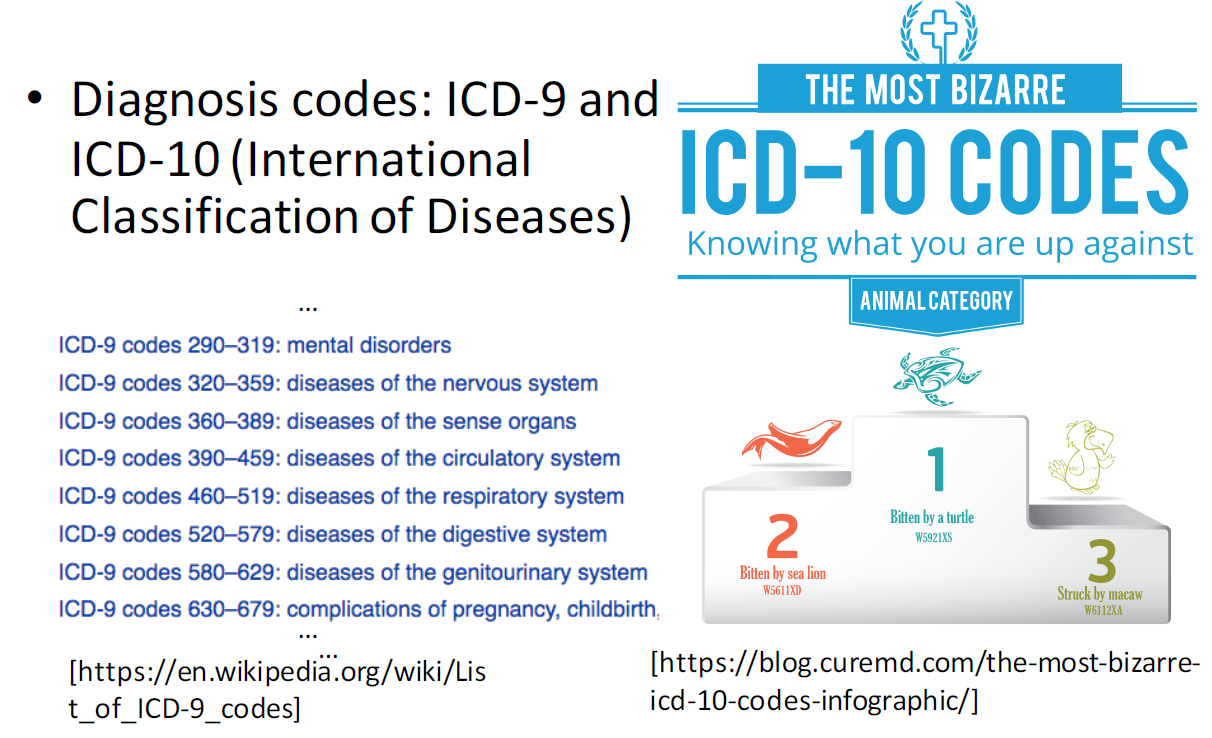 • Diagnosis codes: ICD-9 and
ICD-10 (International
Classification of Diseases)
...
ICD-9 codes 290–319: mental disorders
ICD-9 codes 320–359: diseases of the nervous system
ICD-9 codes 360–389: diseases of the sense organs
ICD-9 codes 390–459: diseases of the circulatory system
ICD-9 codes 460–519: diseases of the respiratory system
ICD-9 codes 520–579: diseases of the digestive system
ICD-9 codes 580–629: diseases of the genitourinary system
ICD-9 codes 630–679: complications of pregnancy, childbirth,
...
...
[https://en.wikipedia.org/wiki/Lis
t_of_ICD-9_codes]
THE MOST BIZARRE
ICD-10 CODES
Knowing what you are up against
ANIMAL CATEGORY
1
Bitten by a turtle
W5921XS
2
Bitten by sea lion
W5611XD
3
Struck by macaw
W6112XA
[https://blog.curemd.com/the-most-bizarre-
icd-10-codes-infographic/]